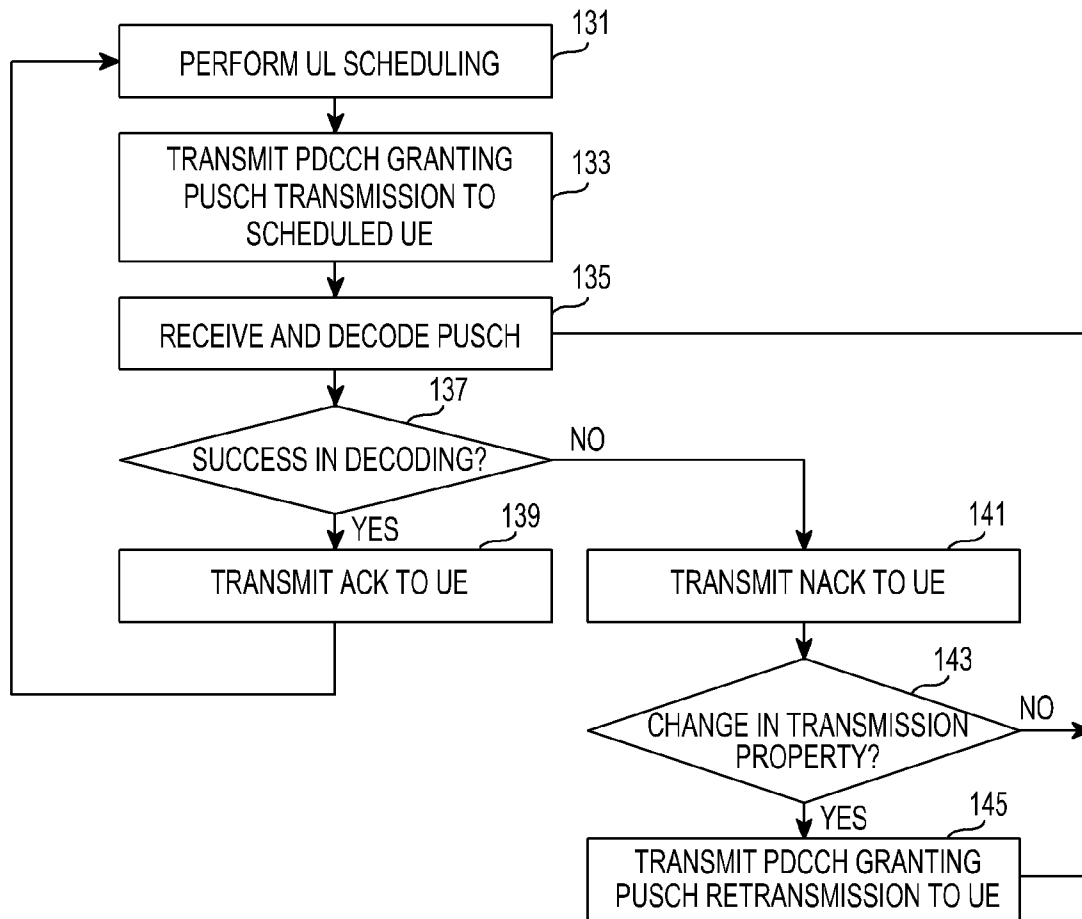 131
PERFORM UL SCHEDULING
TRANSMIT PDCCH GRANTING
PUSCH TRANSMISSION TO
SCHEDULED UE
133
135
RECEIVE AND DECODE PUSCH
137
SUCCESS IN DECODING?
NO
YES
139
TRANSMIT ACK TO UE
141
TRANSMIT NACK TO UE
143
CHANGE IN TRANSMISSION
PROPERTY?
NO
YES
145
TRANSMIT PDCCH GRANTING
PUSCH RETRANSMISSION TO UE